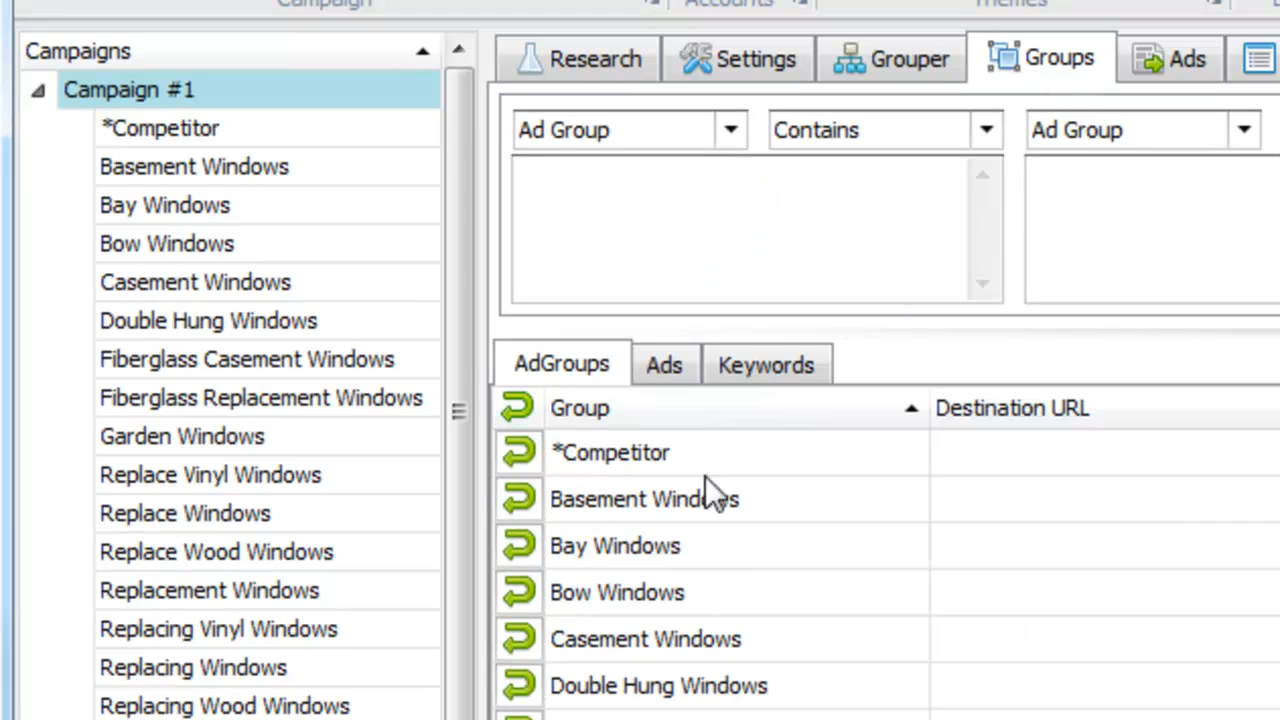 Campaign
Accounts
Themes
Campaigns
Campaign #1
*Competitor
Basement Windows
Bay Windows
Bow Windows
Casement Windows
Double Hung Windows
Fiberglass Casement Windows
Fiberglass Replacement Windows
Garden Windows
Replace Vinyl Windows
Replace Windows
Replace Wood Windows
Replacement Windows
Replacing Vinyl Windows
Replacing Windows
Replacing Wood Windows
Research
Settings
Grouper
Groups
Ads
Ad Group
Contains
Ad Group
AdGroups
Ads
Keywords
Group
Destination URL
*Competitor
Basement Windows
Bay Windows
Bow Windows
Casement Windows
Double Hung Windows